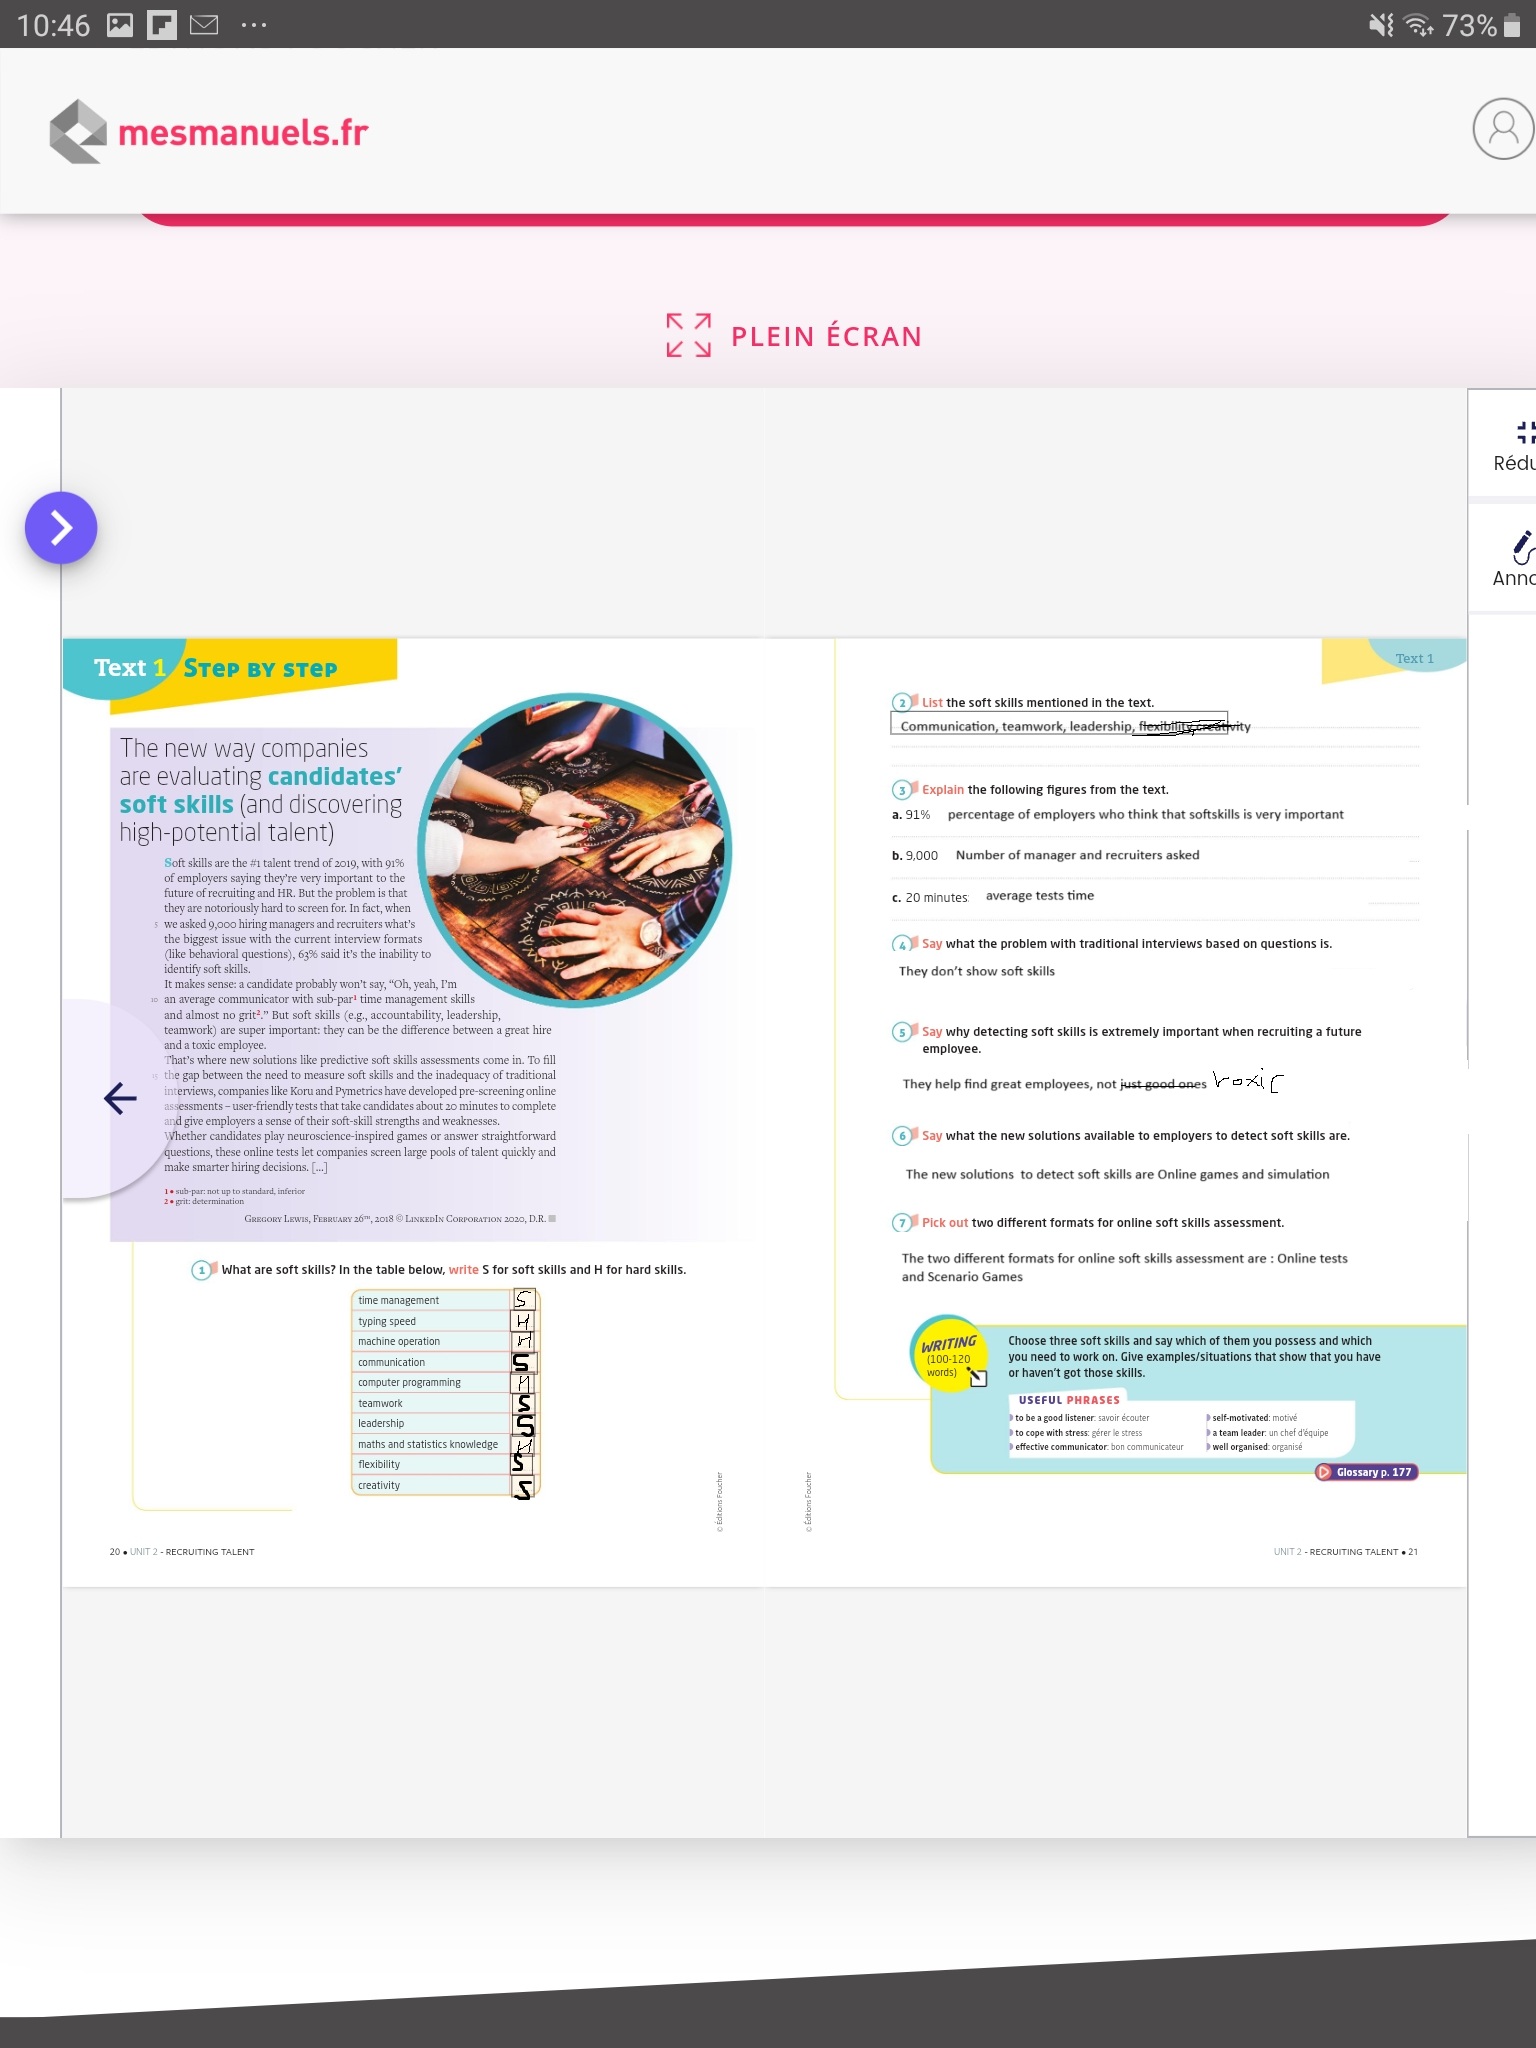 10:46
73%
mesmanuels.fr
PLEIN ÉCRAN
Rédu
Anno
Text 1 STEP BY STEP
The new way companies
are evaluating candidates'
soft skills (and discovering
high-potential talent)
Soft skills are the #1 talent trend of 2019, with 91%
of employers saying they're very important to the
future of recruiting and HR. But the problem is that
they are notoriously hard to screen for. In fact, when
5 we asked 9,000 hiring managers and recruiters what's
the biggest issue with the current interview formats
(like behavioral questions), 63% said it's the inability to
identify soft skills.
It makes sense: a candidate probably won't say, "Oh, yeah, I'm
10 an average communicator with sub-par1 time management skills
and almost no grit2." But soft skills (e.g., accountability, leadership,
teamwork) are super important: they can be the difference between a great hire
and a toxic employee.
That's where new solutions like predictive soft skills assessments come in. To fill
15 the gap between the need to measure soft skills and the inadequacy of traditional
interviews, companies like Koru and Pymetrics have developed pre-screening online
assessments – user-friendly tests that take candidates about 20 minutes to complete
and give employers a sense of their soft-skill strengths and weaknesses.
Whether candidates play neuroscience-inspired games or answer straightforward
questions, these online tests let companies screen large pools of talent quickly and
make smarter hiring decisions. [...]
1 • sub-par: not up to standard, inferior
2 • grit: determination
GREGORY LEWIS, FEBRUARY 26TH, 2018 © LINKEDIN CORPORATION 2020, D.R.
1 What are soft skills? In the table below, write S for soft skills and H for hard skills.
time management S
typing speed H
machine operation H
communication S
computer programming H
teamwork S
leadership S
maths and statistics knowledge H
flexibility S
creativity S
© Éditions Foucher
20 • UNIT 2 - RECRUITING TALENT
Text 1
2 List the soft skills mentioned in the text.
Communication, teamwork, leadership, flexibility, creativity
3 Explain the following figures from the text.
a. 91% percentage of employers who think that softskills is very important
b. 9,000 Number of manager and recruiters asked
c. 20 minutes: average tests time
4 Say what the problem with traditional interviews based on questions is.
They don't show soft skills
5 Say why detecting soft skills is extremely important when recruiting a future
employee.
They help find great employees, not just good ones toxic
6 Say what the new solutions available to employers to detect soft skills are.
The new solutions to detect soft skills are Online games and simulation
7 Pick out two different formats for online soft skills assessment.
The two different formats for online soft skills assessment are : Online tests
and Scenario Games
WRITING
(100-120
words)
Choose three soft skills and say which of them you possess and which
you need to work on. Give examples/situations that show that you have
or haven't got those skills.
USEFUL PHRASES
to be a good listener: savoir écouter
to cope with stress: gérer le stress
effective communicator: bon communicateur
self-motivated: motivé
a team leader: un chef d'équipe
well organised: organisé
Glossary p. 177
© Éditions Foucher
UNIT 2 - RECRUITING TALENT • 21